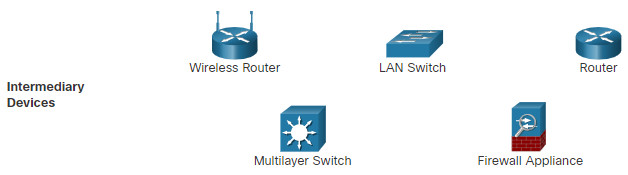 Wireless Router
LAN Switch
Router
Intermediary
Devices
Multilayer Switch
Firewall Appliance